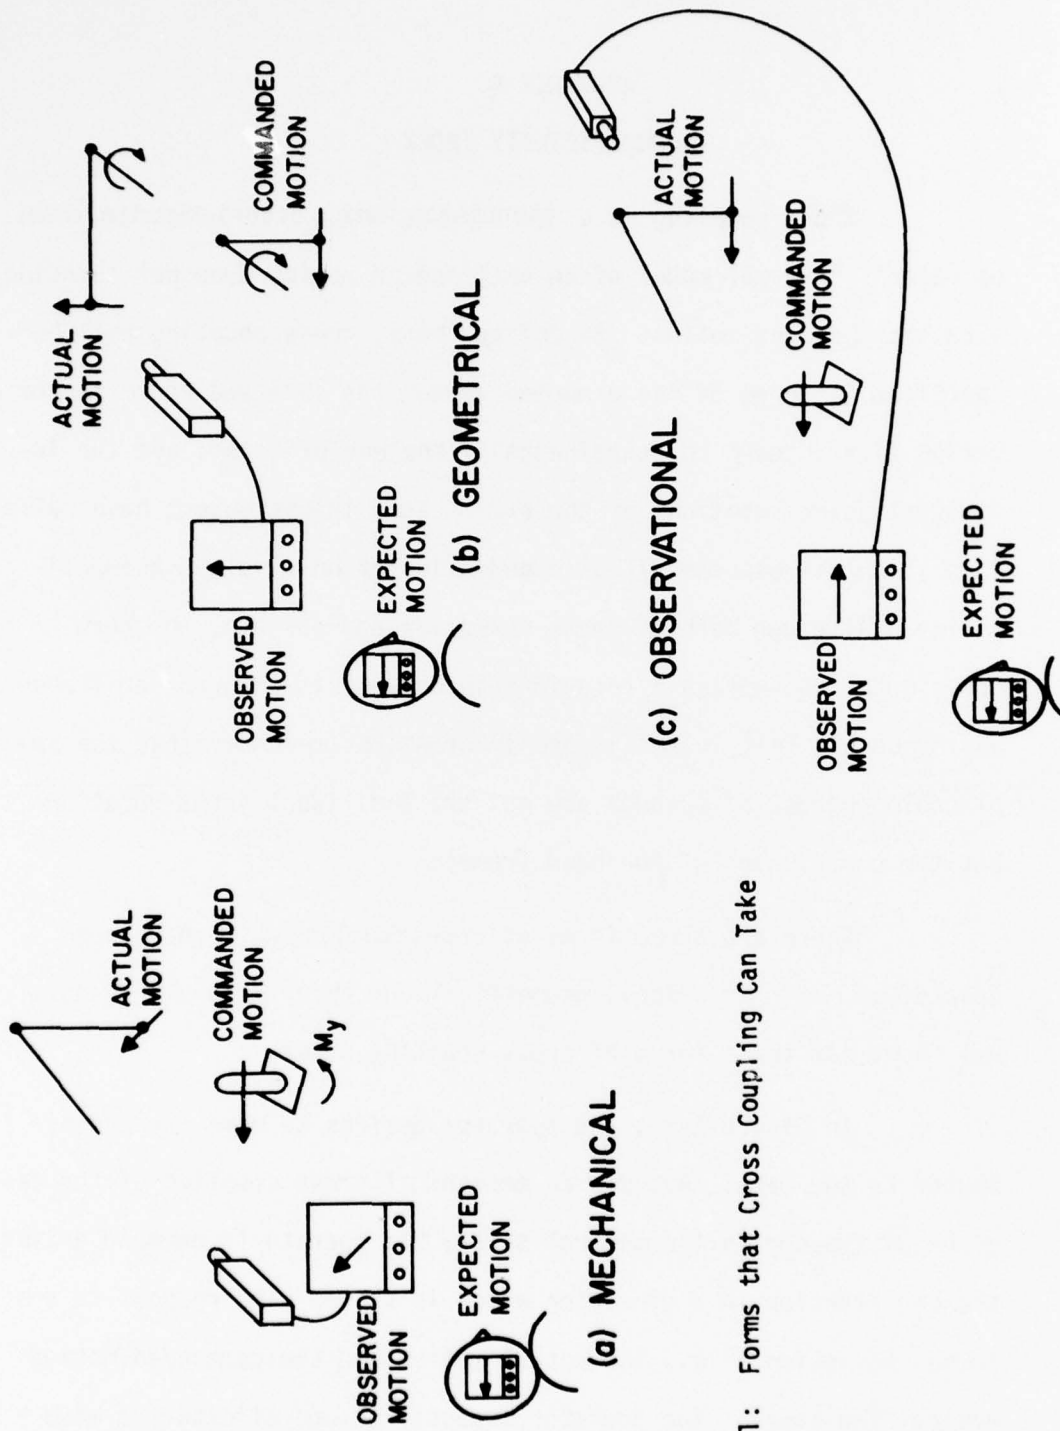 ACTUAL
MOTION
COMMANDED
MOTION
My
OBSERVED
MOTION
EXPECTED
MOTION
(a) MECHANICAL
ACTUAL
MOTION
COMMANDED
MOTION
OBSERVED
MOTION
EXPECTED
MOTION
(b) GEOMETRICAL
(c) OBSERVATIONAL
ACTUAL
MOTION
COMMANDED
MOTION
OBSERVED
MOTION
EXPECTED
MOTION
1: Forms that Cross Coupling Can Take